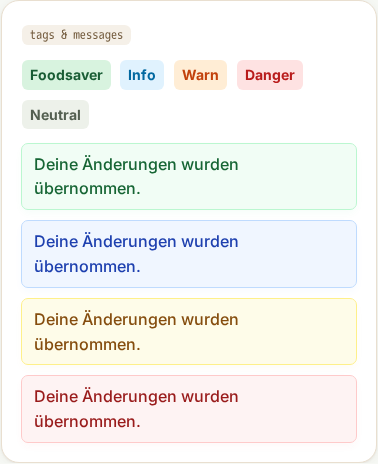 tags & messages
Foodsaver Info Warn Danger
Neutral
Deine Änderungen wurden
übernommen.
Deine Änderungen wurden
übernommen.
Deine Änderungen wurden
übernommen.
Deine Änderungen wurden
übernommen.